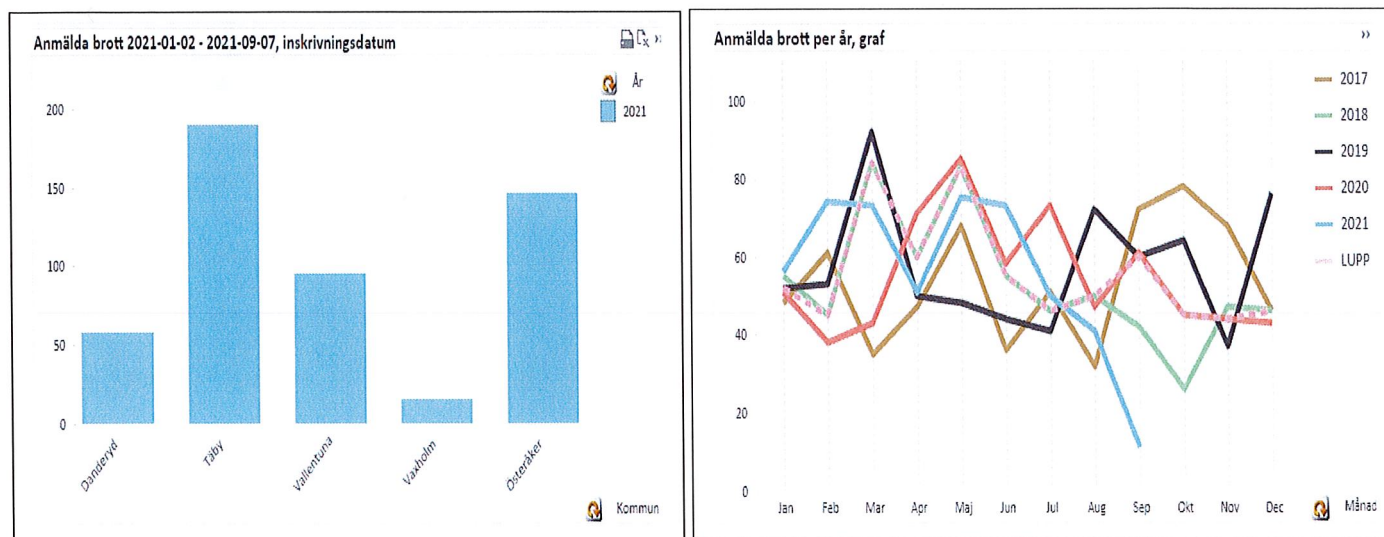 Anmälda brott 2021-01-02 - 2021-09-07, inskrivningsdatum
År
2021
200
150
100
50
0
Danderyd
Täby
Vallentuna
Vaxholm
Österåker
Kommun
Anmälda brott per år, graf
2017
2018
2019
2020
2021
LUPP
100
80
60
40
20
0
Jan Feb Mar Apr Maj Jun Jul Aug Sep Okt Nov Dec
Månad